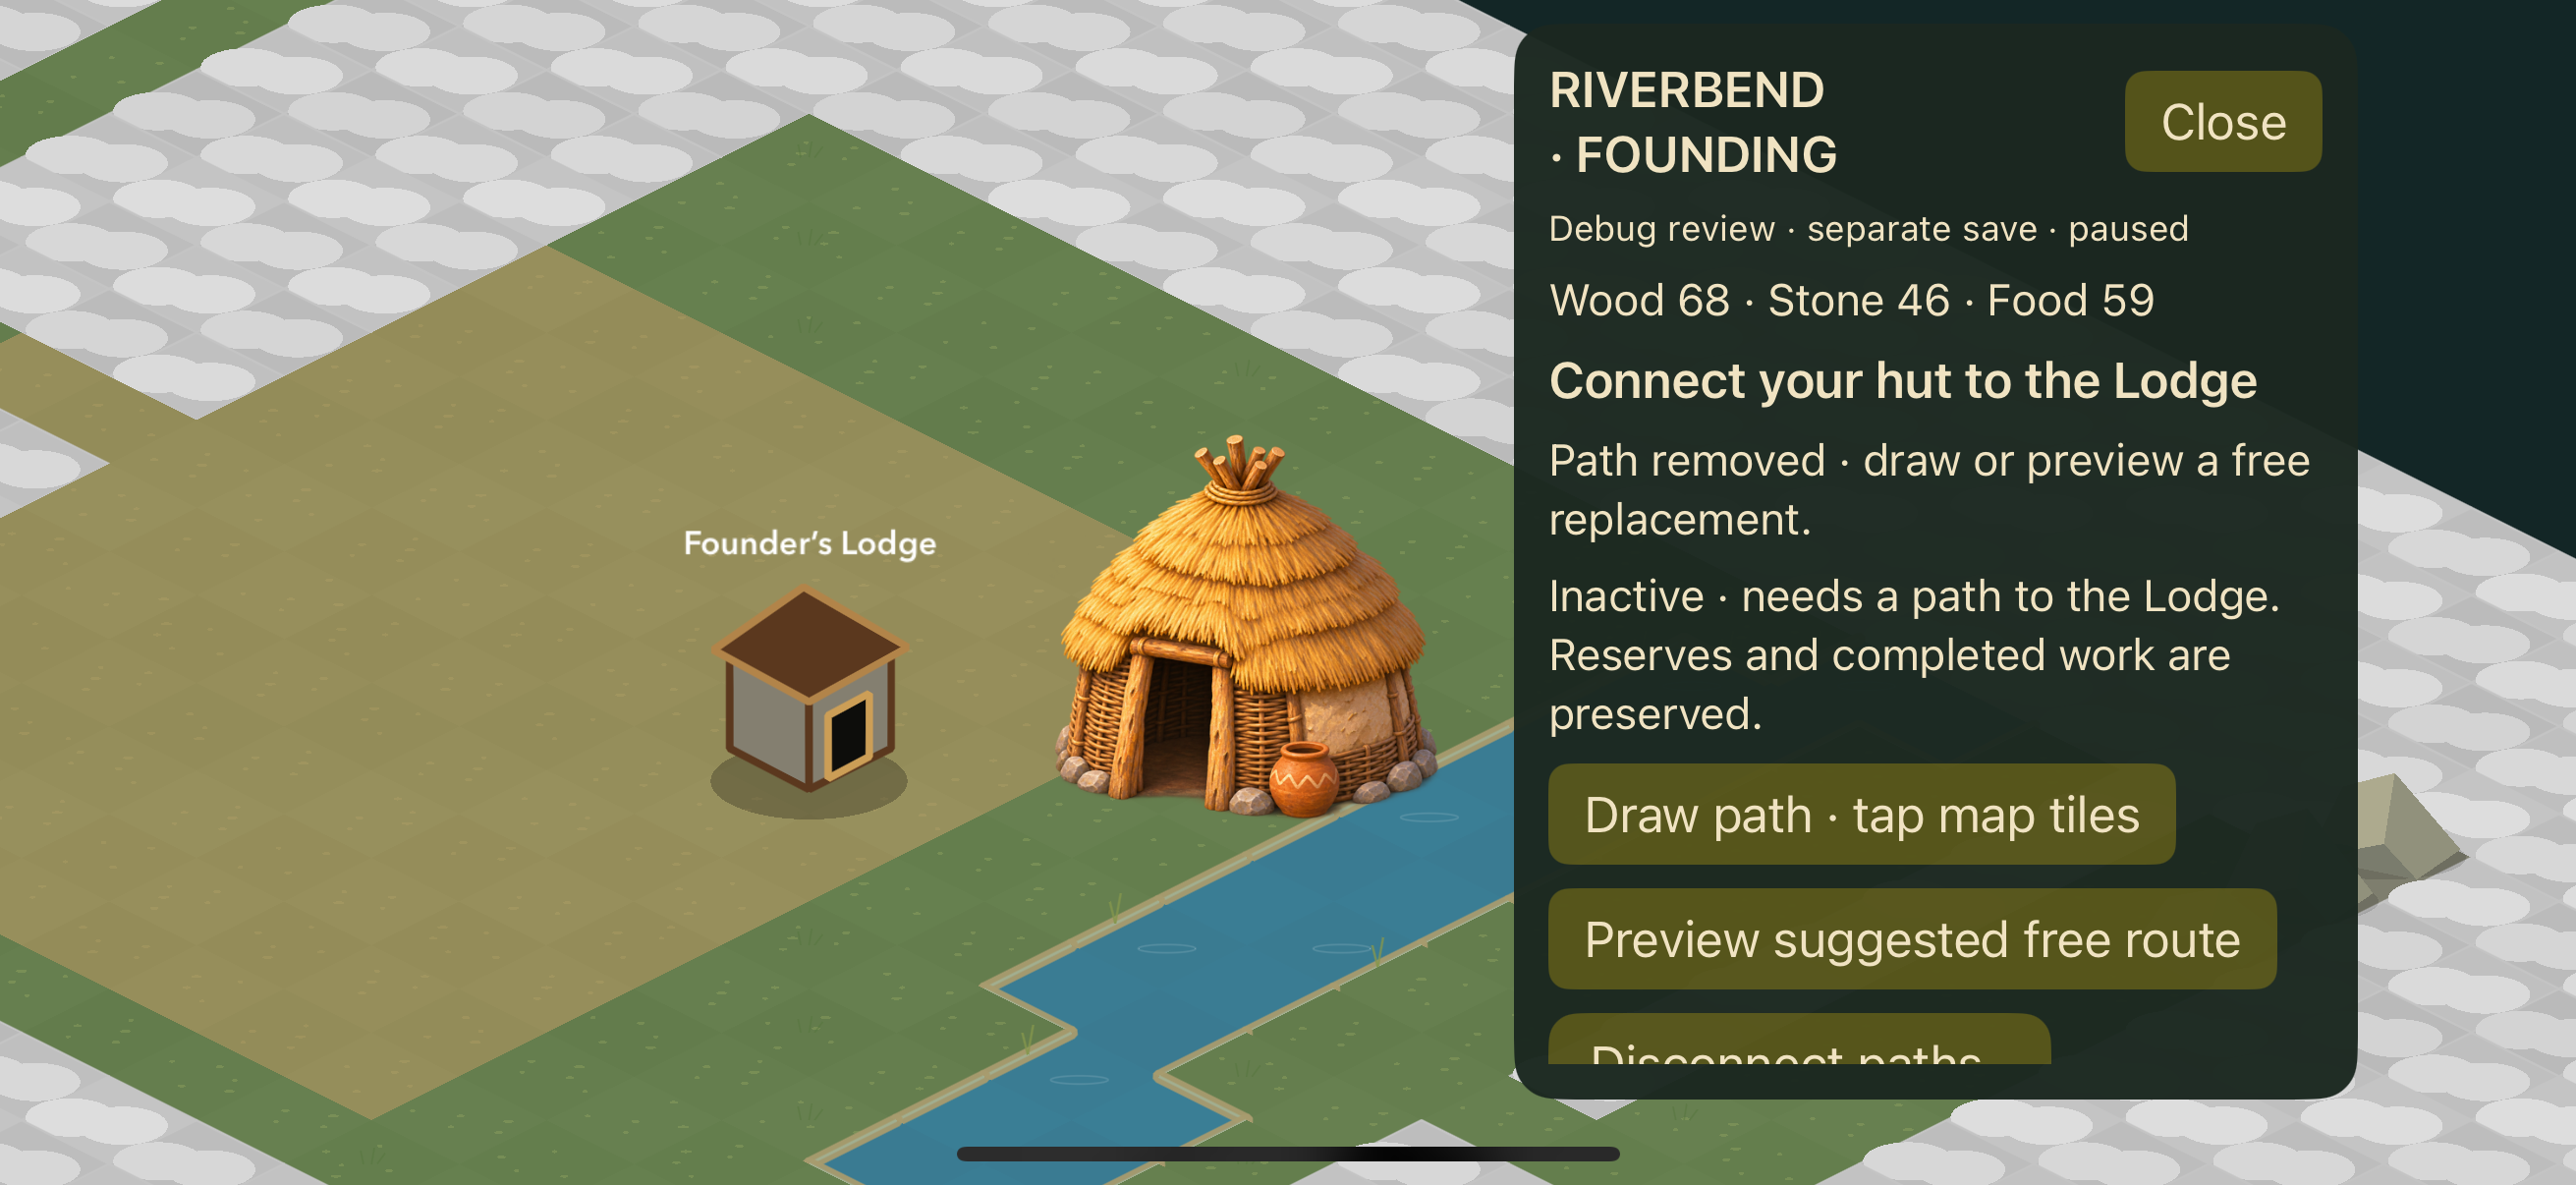 Founder’s Lodge
RIVERBEND
· FOUNDING
Close
Debug review · separate save · paused
Wood 68 · Stone 46 · Food 59
Connect your hut to the Lodge
Path removed · draw or preview a free
replacement.
Inactive · needs a path to the Lodge.
Reserves and completed work are
preserved.
Draw path · tap map tiles
Preview suggested free route
Disconnect paths